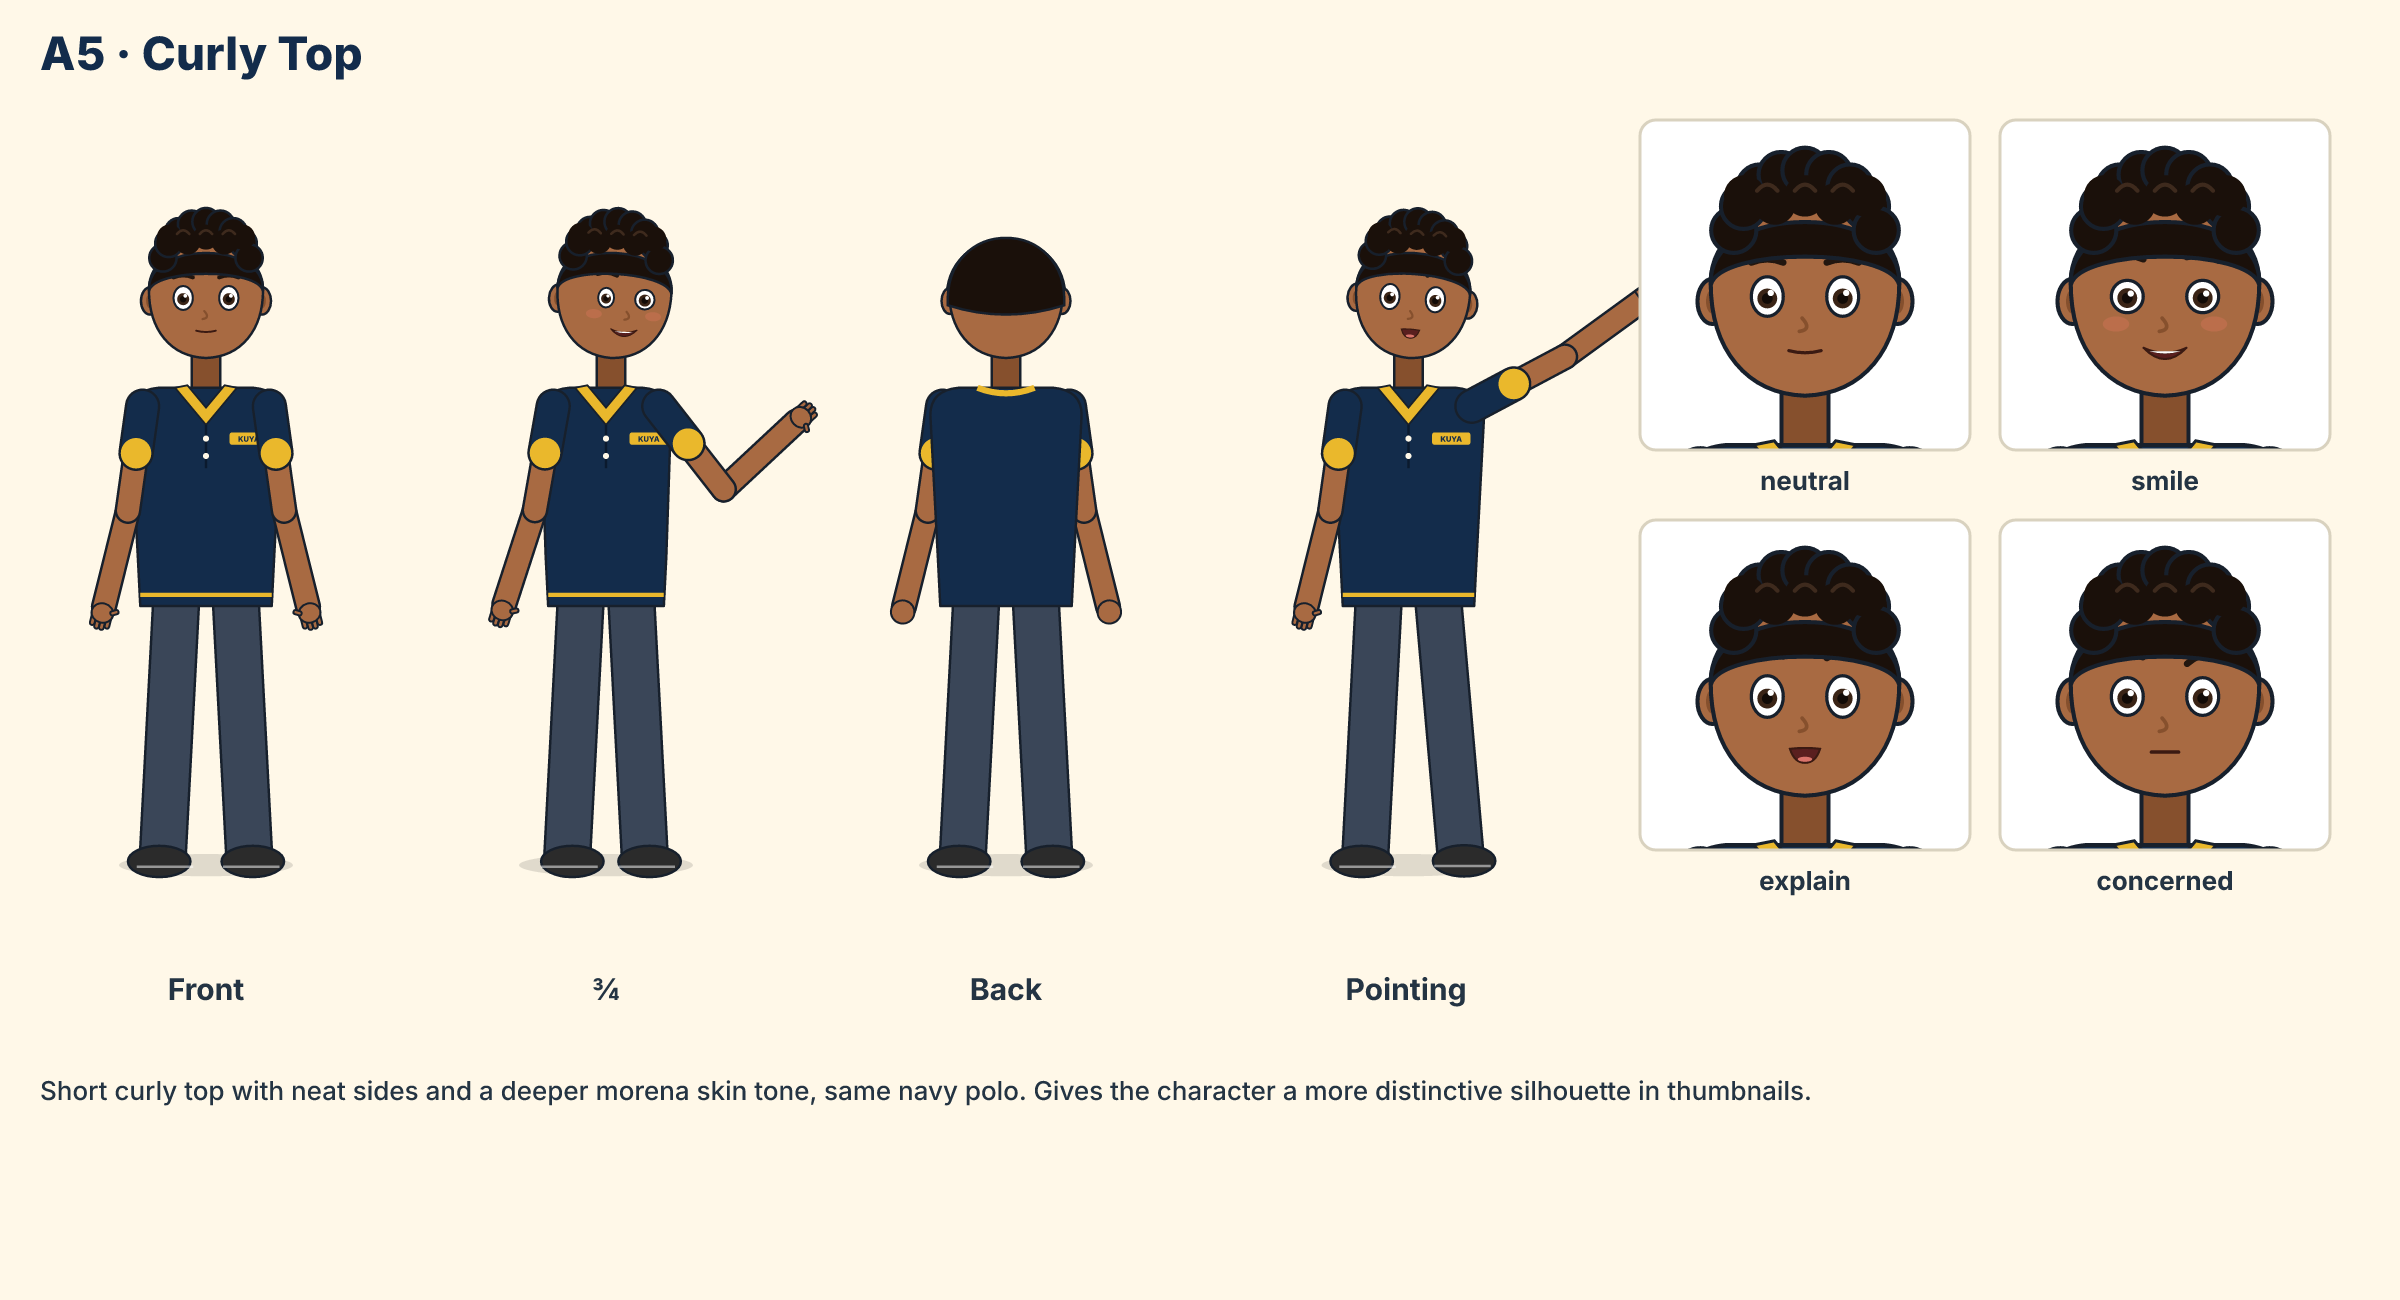 A5 · Curly Top
KUYA
KUYA
KUYA
neutral
smile
explain
concerned
Front
¾
Back
Pointing
Short curly top with neat sides and a deeper morena skin tone, same navy polo. Gives the character a more distinctive silhouette in thumbnails.